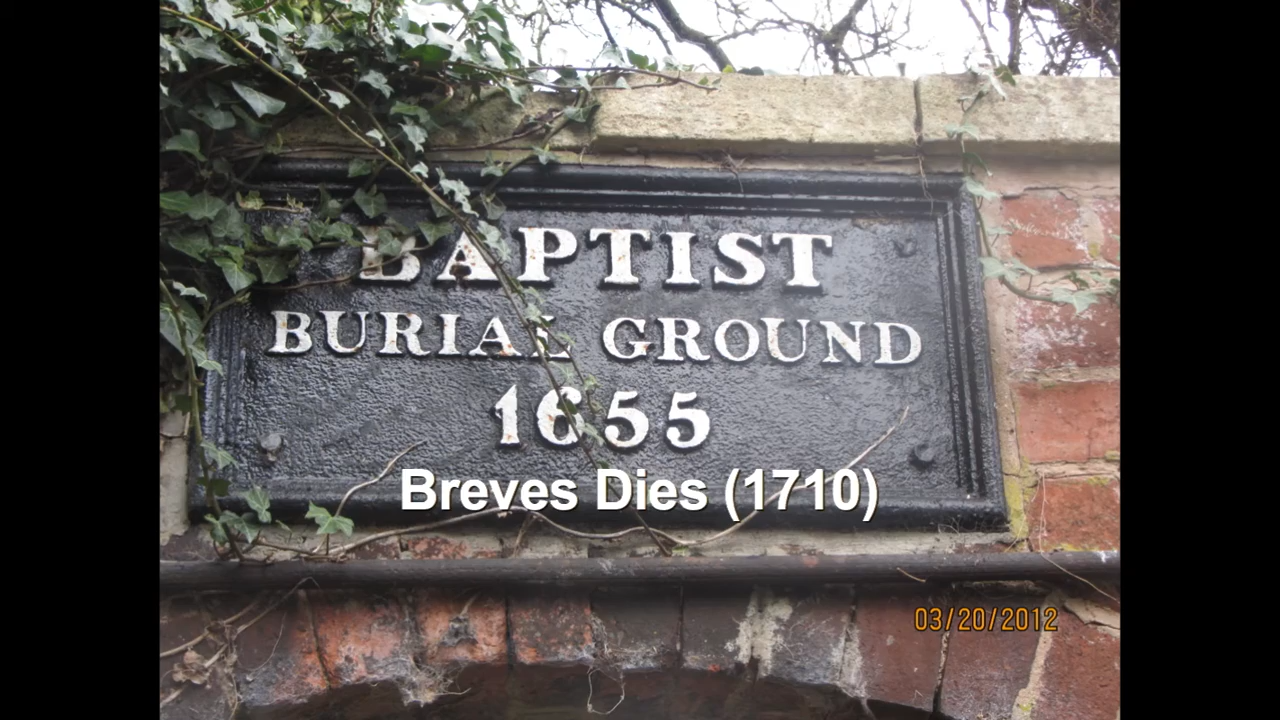 BAPTIST
BURIAL GROUND
1655
Breves Dies (1710)
03/20/2012